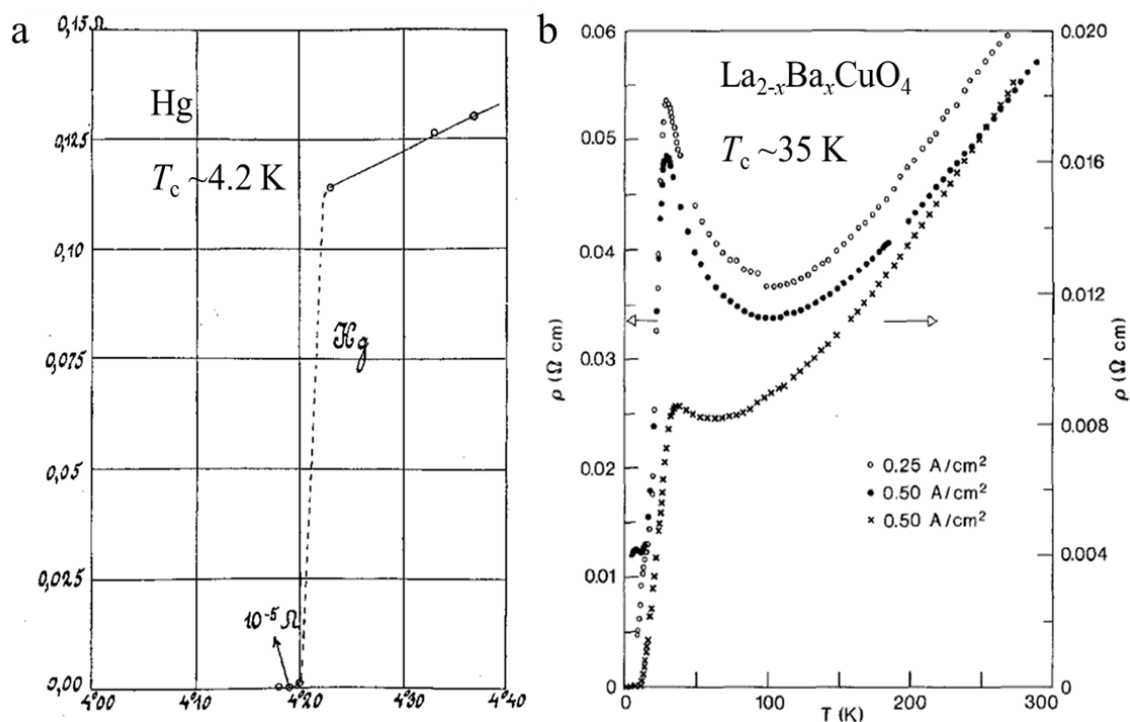 a
0,15 Ω
Hg
0,125
T_c ~4.2 K
0,10
Hg
0,075
0,05
0,025
10⁻⁵ Ω
0,00
4°00 4°10 4°20 4°30 4°40
b
0.06
0.05
0.04
0.03
0.02
0.01
0
ρ (Ω cm)
La₂₋ₓBaₓCuO₄
T_c ~35 K
○ 0.25 A/cm²
● 0.50 A/cm²
× 0.50 A/cm²
0.020
0.016
0.012
0.008
0.004
0
ρ (Ω cm)
0 100 200 300
T (K)